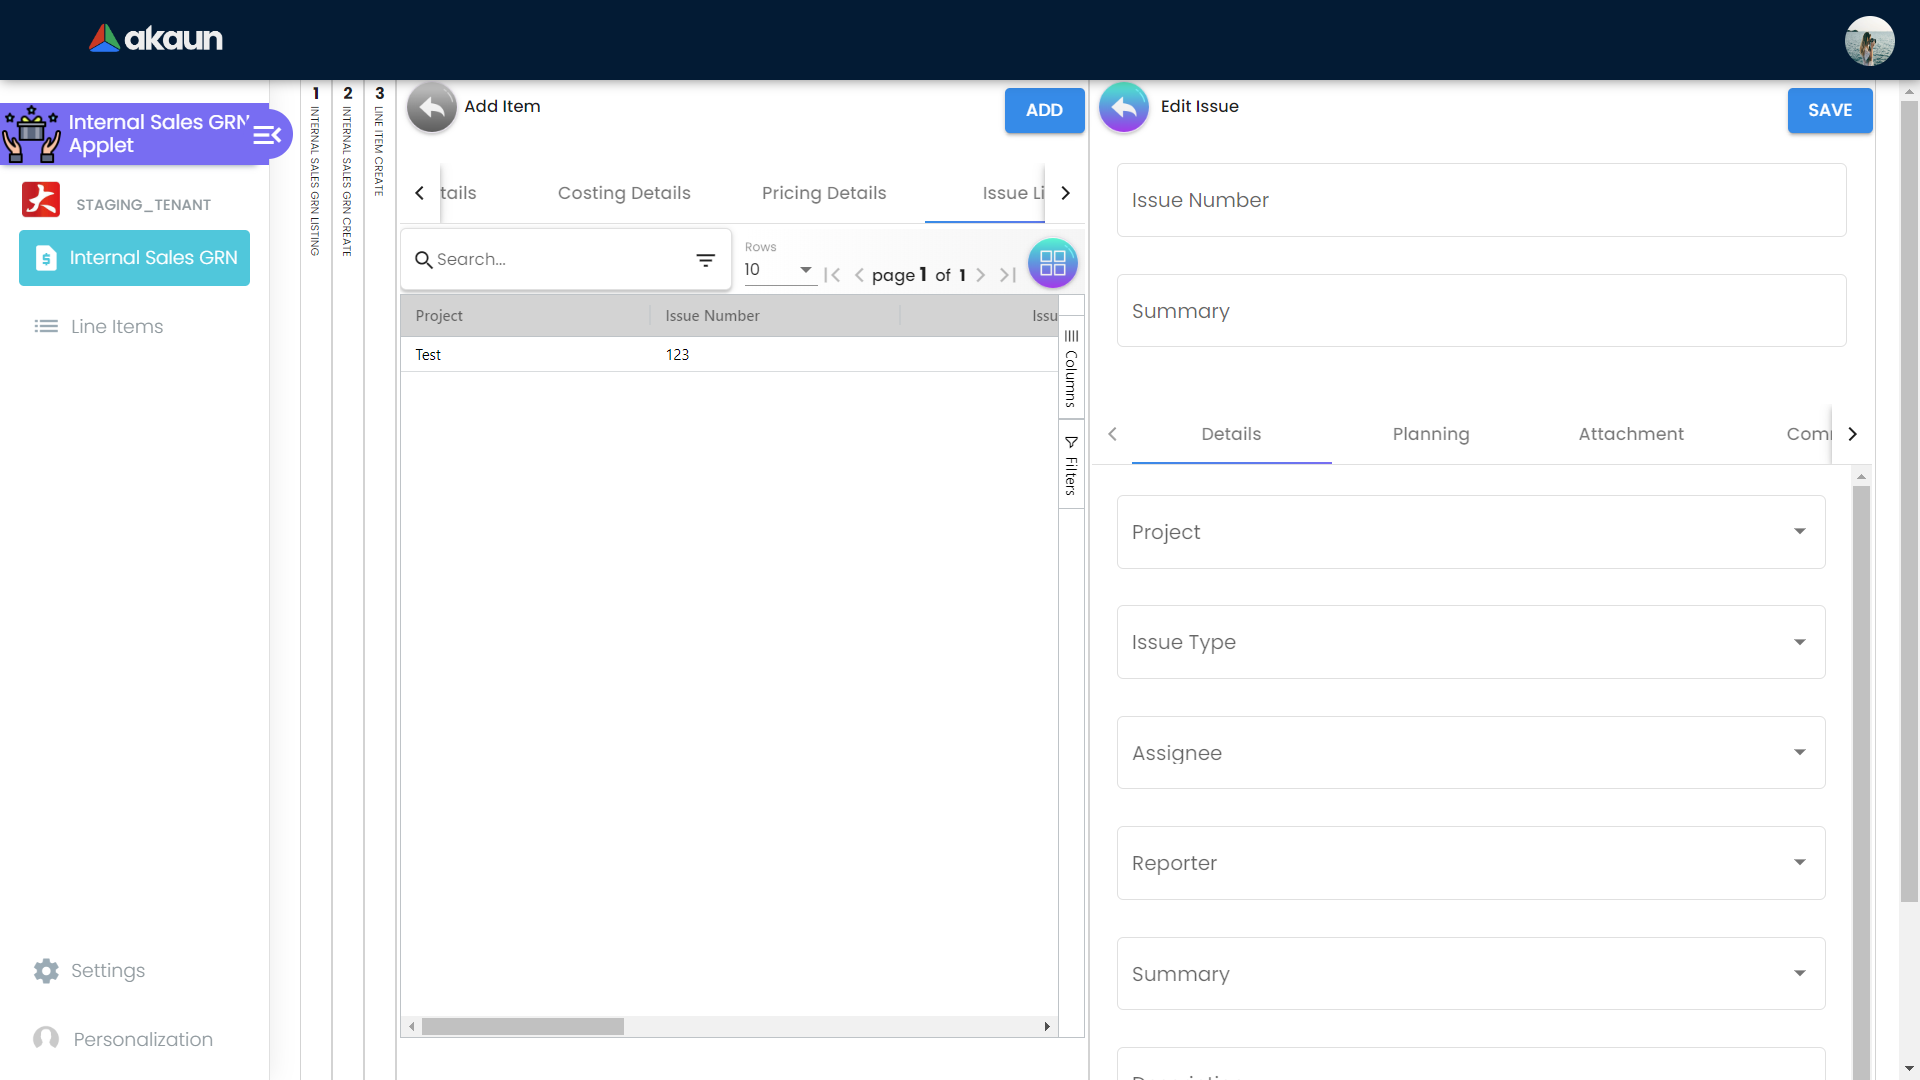 akaun
Internal Sales GRN
Applet
STAGING_TENANT
Internal Sales GRN
Line Items
Settings
Personalization
1 INTERNAL SALES GRN LISTING
2 INTERNAL SALES GRN CREATE
3 LINE ITEM CREATE
Add Item
ADD
tails
Costing Details
Pricing Details
Issue Li
Search...
Rows
10
page 1 of 1
Project
Issue Number
Issu
Test
123
Columns
Filters
Edit Issue
SAVE
Issue Number
Summary
Details
Planning
Attachment
Com
Project
Issue Type
Assignee
Reporter
Summary